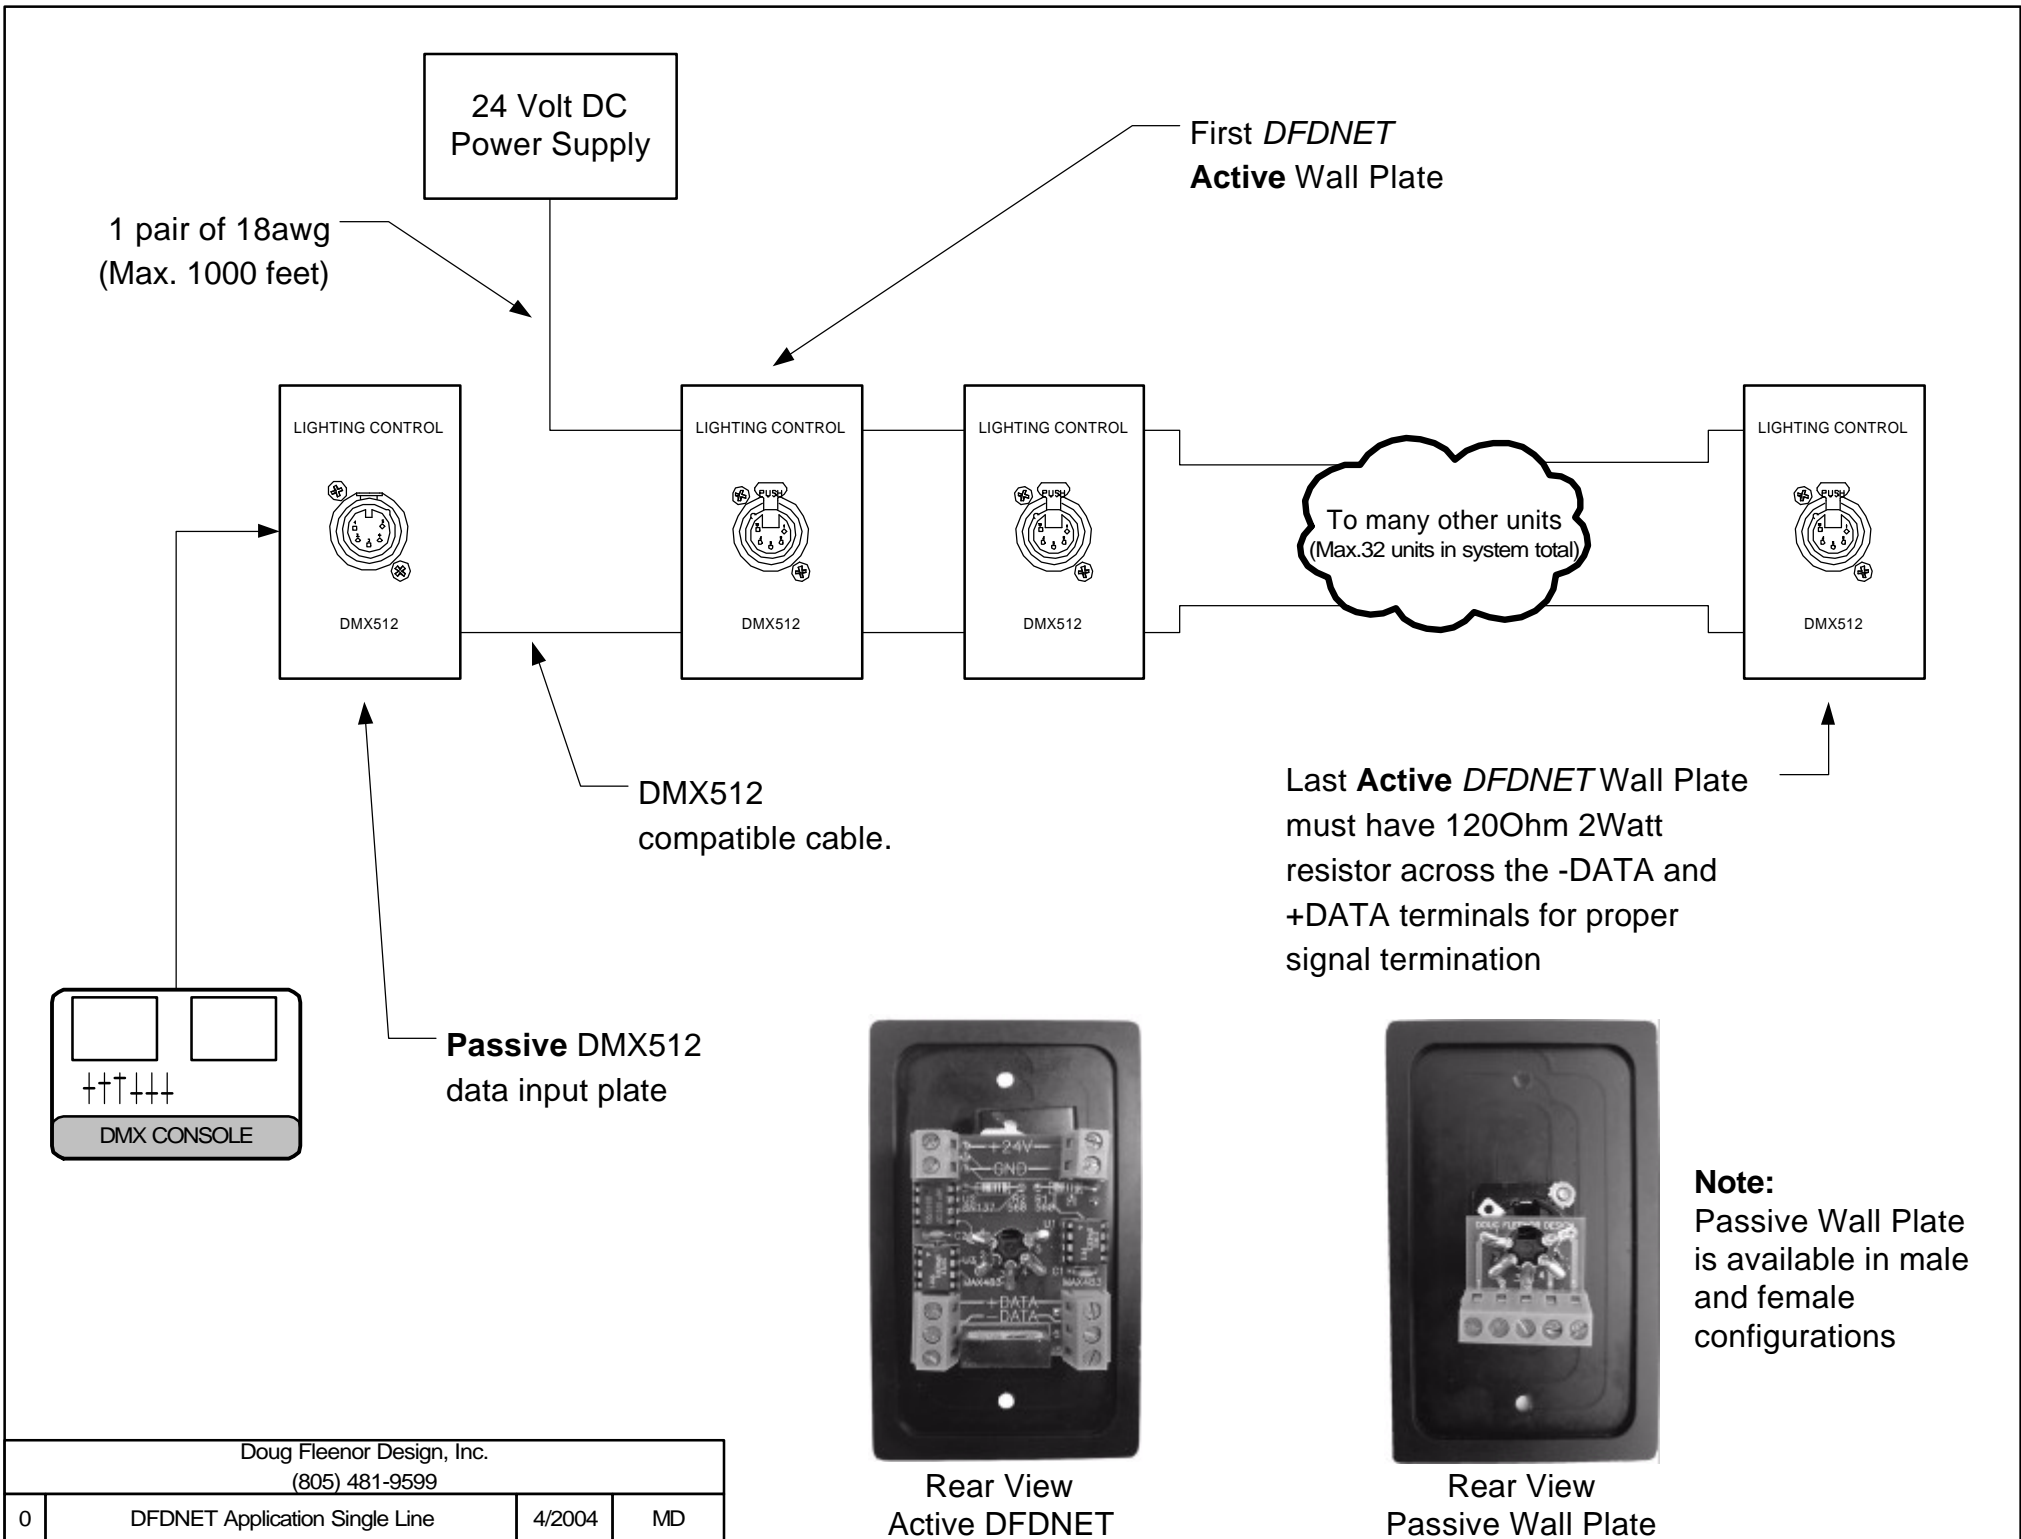 24 Volt DC
Power Supply
First DFDNET
Active Wall Plate
1 pair of 18awg
(Max. 1000 feet)
LIGHTING CONTROL
DMX512
LIGHTING CONTROL
PUSH
DMX512
LIGHTING CONTROL
PUSH
DMX512
To many other units
(Max.32 units in system total)
LIGHTING CONTROL
PUSH
DMX512
DMX512
compatible cable.
Last Active DFDNET Wall Plate
must have 120Ohm 2Watt
resistor across the -DATA and
+DATA terminals for proper
signal termination
Passive DMX512
data input plate
DMX CONSOLE
+24V
GND
+DATA
-DATA
Rear View
Active DFDNET
DOUG FLEENOR DESIGN
Rear View
Passive Wall Plate
Note:
Passive Wall Plate
is available in male
and female
configurations
Doug Fleenor Design, Inc.
(805) 481-9599
0 DFDNET Application Single Line 4/2004 MD